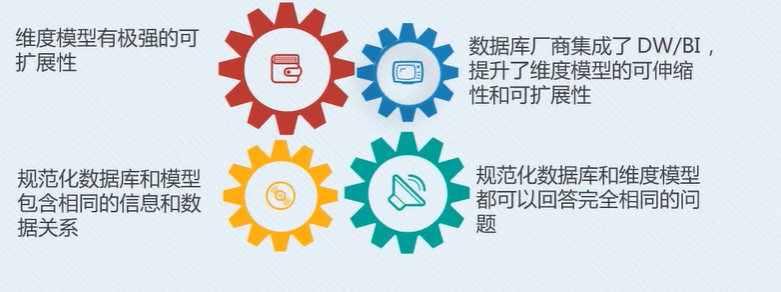 维度模型有极强的可
扩展性
数据库厂商集成了 DW/BI，
提升了维度模型的可伸缩
性和可扩展性
规范化数据库和模型
包含相同的信息和数
据关系
规范化数据库和维度模型
都可以回答完全相同的问
题